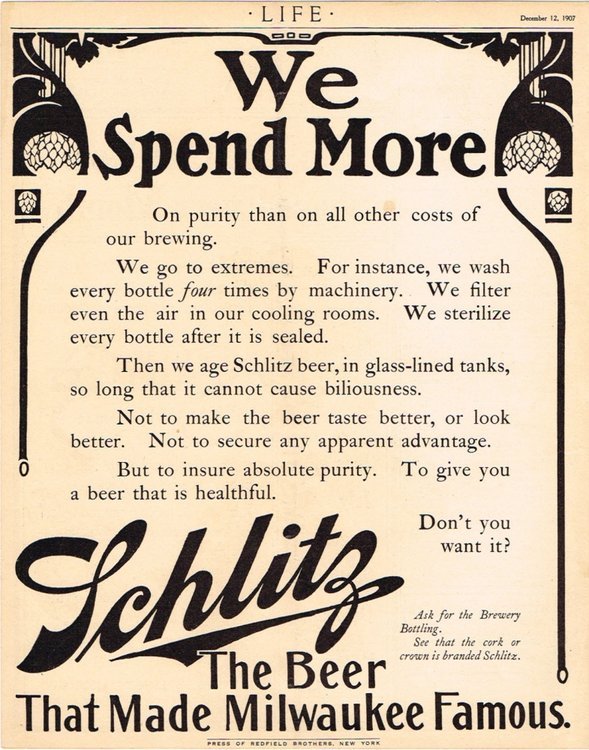 · LIFE ·
December 12, 1907
We
Spend More
On purity than on all other costs of
our brewing.
We go to extremes. For instance, we wash
every bottle four times by machinery. We filter
even the air in our cooling rooms. We sterilize
every bottle after it is sealed.
Then we age Schlitz beer, in glass-lined tanks,
so long that it cannot cause biliousness.
Not to make the beer taste better, or look
better. Not to secure any apparent advantage.
But to insure absolute purity. To give you
a beer that is healthful.
Don't you
want it?
Schlitz
Ask for the Brewery
Bottling.
See that the cork or
crown is branded Schlitz.
The Beer
That Made Milwaukee Famous.
PRESS OF REDFIELD BROTHERS, NEW YORK